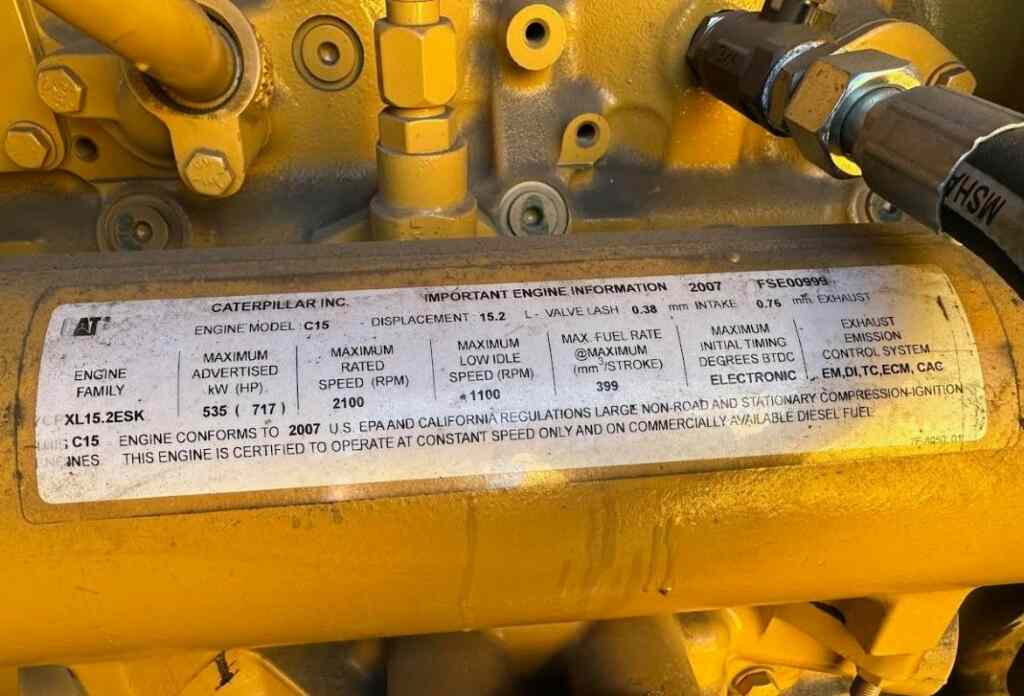 CATERPILLAR INC. IMPORTANT ENGINE INFORMATION 2007 FSE00999
ENGINE MODEL : C15 DISPLACEMENT : 15.2 L - VALVE LASH 0.38 mm INTAKE 0.76 mm EXHAUST
ENGINE
FAMILY
XL15.2ESK
MAXIMUM
ADVERTISED
kW (HP)
535 ( 717 )
MAXIMUM
RATED
SPEED (RPM)
2100
MAXIMUM
LOW IDLE
SPEED (RPM)
1100
MAX. FUEL RATE
@MAXIMUM
(mm³/STROKE)
399
MAXIMUM
INITIAL TIMING
DEGREES BTDC
ELECTRONIC
EXHAUST
EMISSION
CONTROL SYSTEM
EM,DI,TC,ECM, CAC
C15 ENGINE CONFORMS TO 2007 U.S. EPA AND CALIFORNIA REGULATIONS LARGE NON-ROAD AND STATIONARY COMPRESSION-IGNITION
INES THIS ENGINE IS CERTIFIED TO OPERATE AT CONSTANT SPEED ONLY AND ON COMMERCIALLY AVAILABLE DIESEL FUEL
MSHA